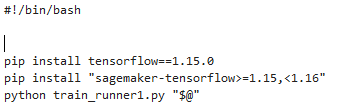 #!/bin/bash
pip install tensorflow==1.15.0
pip install "sagemaker-tensorflow>=1.15,<1.16"
python train_runner1.py "$@"